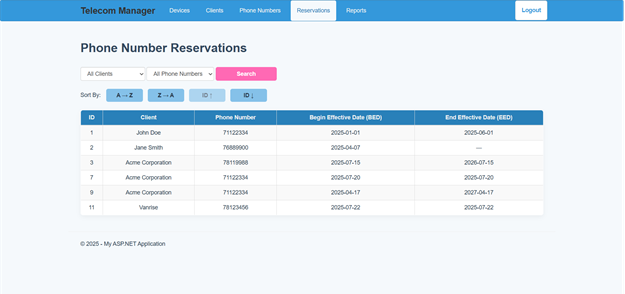 Telecom Manager Devices Clients Phone Numbers Reservations Reports Logout
Phone Number Reservations
All Clients All Phone Numbers Search
Sort By: A → Z Z → A ID ↑ ID ↓
ID Client Phone Number Begin Effective Date (BED) End Effective Date (EED)
1 John Doe 71122334 2025-01-01 2025-06-01
2 Jane Smith 76889900 2025-04-07 —
3 Acme Corporation 78119988 2025-07-15 2026-07-15
7 Acme Corporation 71122334 2025-07-20 2025-07-20
9 Acme Corporation 71122334 2025-04-17 2027-04-17
11 Vanrise 78123456 2025-07-22 2025-07-22
© 2025 - My ASP.NET Application